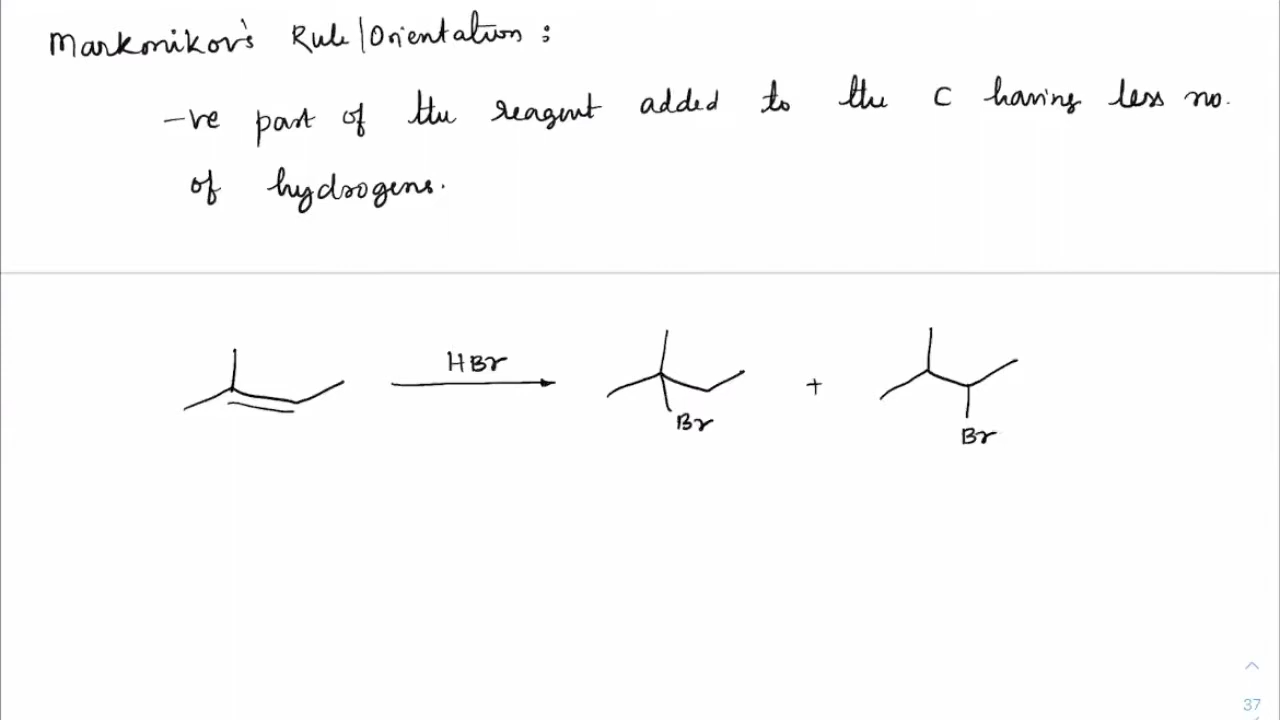 Markonikov's Rule/Orientation :
-ve part of the reagent added to the C having less no.
of hydrogens.
HBr
+
Br
Br
37